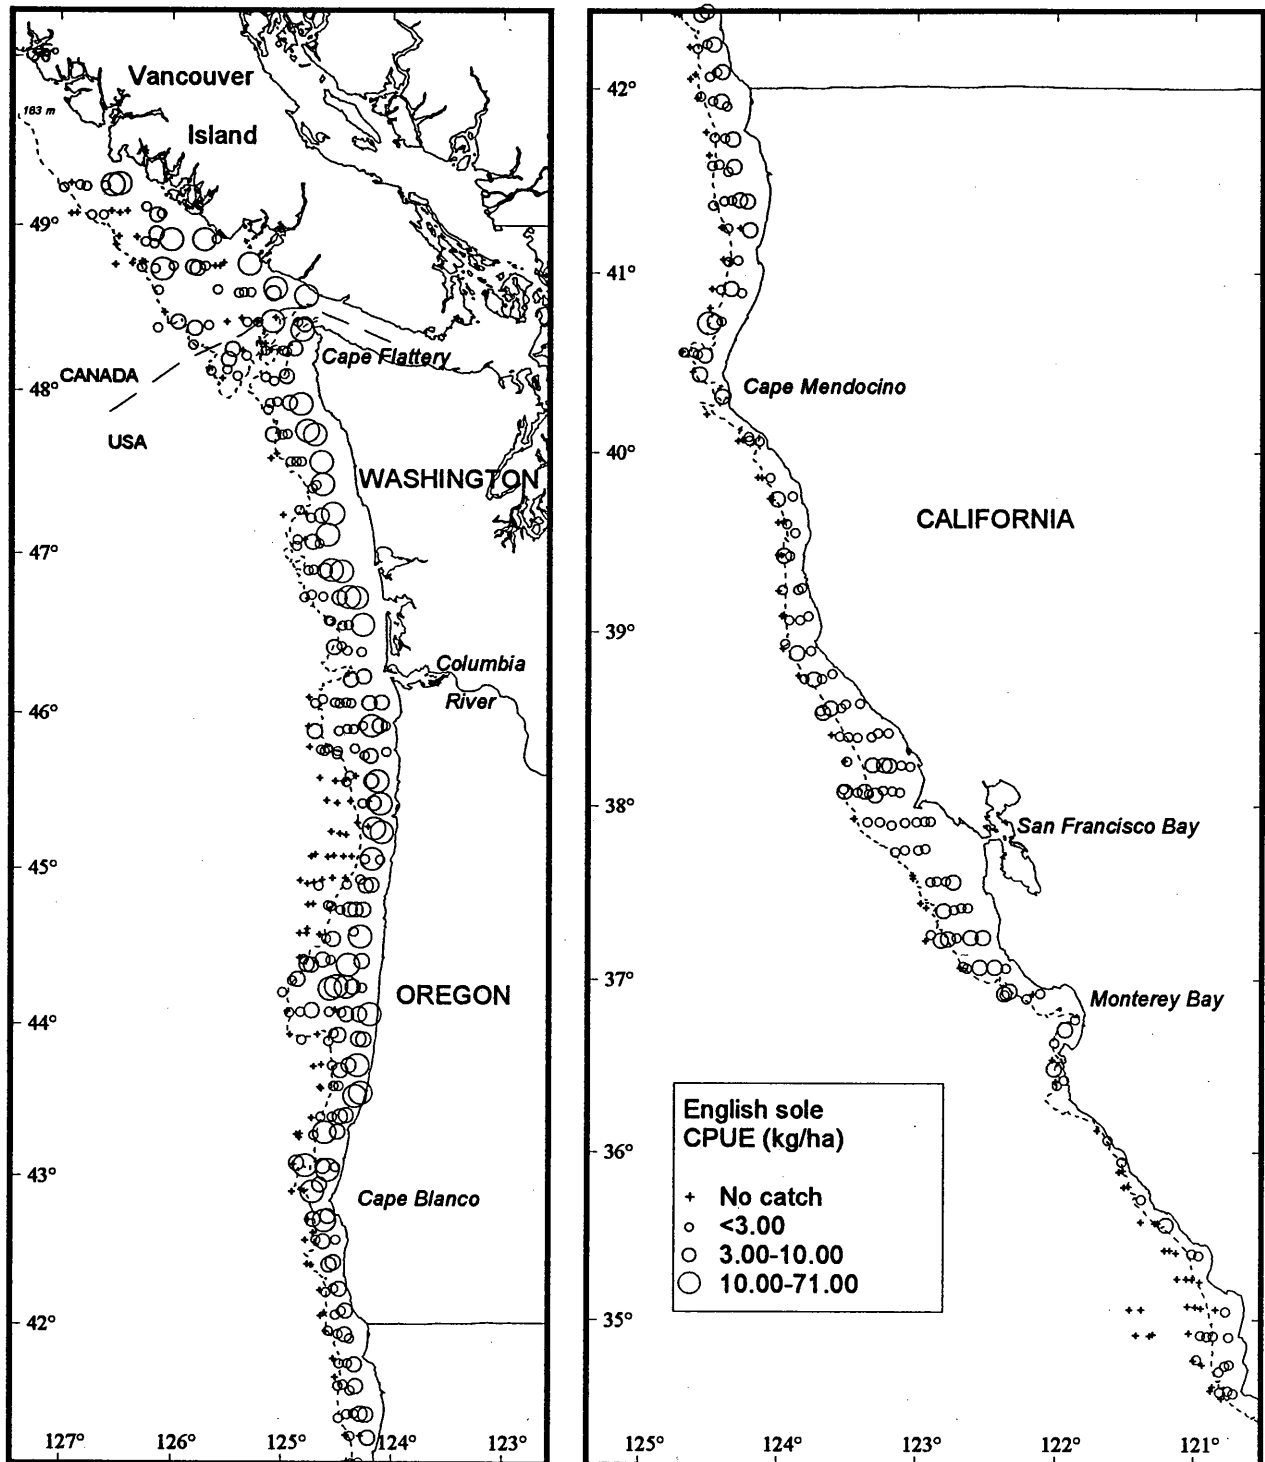 Vancouver
Island
183 m
49°
Cape Flattery
CANADA
48°
USA
WASHINGTON
47°
Columbia
River
46°
45°
OREGON
44°
43°
Cape Blanco
42°
127°
126°
125°
124°
123°
42°
41°
Cape Mendocino
40°
CALIFORNIA
39°
38°
San Francisco Bay
37°
Monterey Bay
English sole
CPUE (kg/ha)
+ No catch
<3.00
3.00-10.00
10.00-71.00
36°
35°
125°
124°
123°
122°
121°